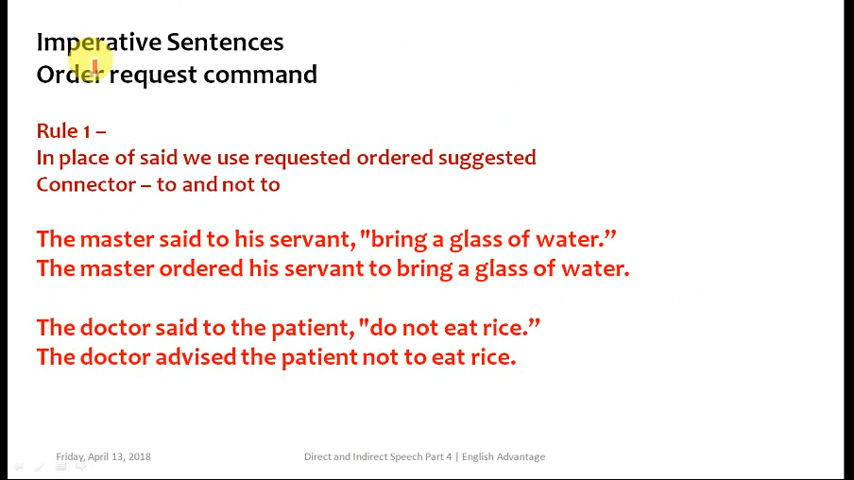 Imperative Sentences
Order request command
Rule 1 –
In place of said we use requested ordered suggested
Connector – to and not to
The master said to his servant, "bring a glass of water.”
The master ordered his servant to bring a glass of water.
The doctor said to the patient, "do not eat rice.”
The doctor advised the patient not to eat rice.
Friday, April 13, 2018
Direct and Indirect Speech Part 4 | English Advantage